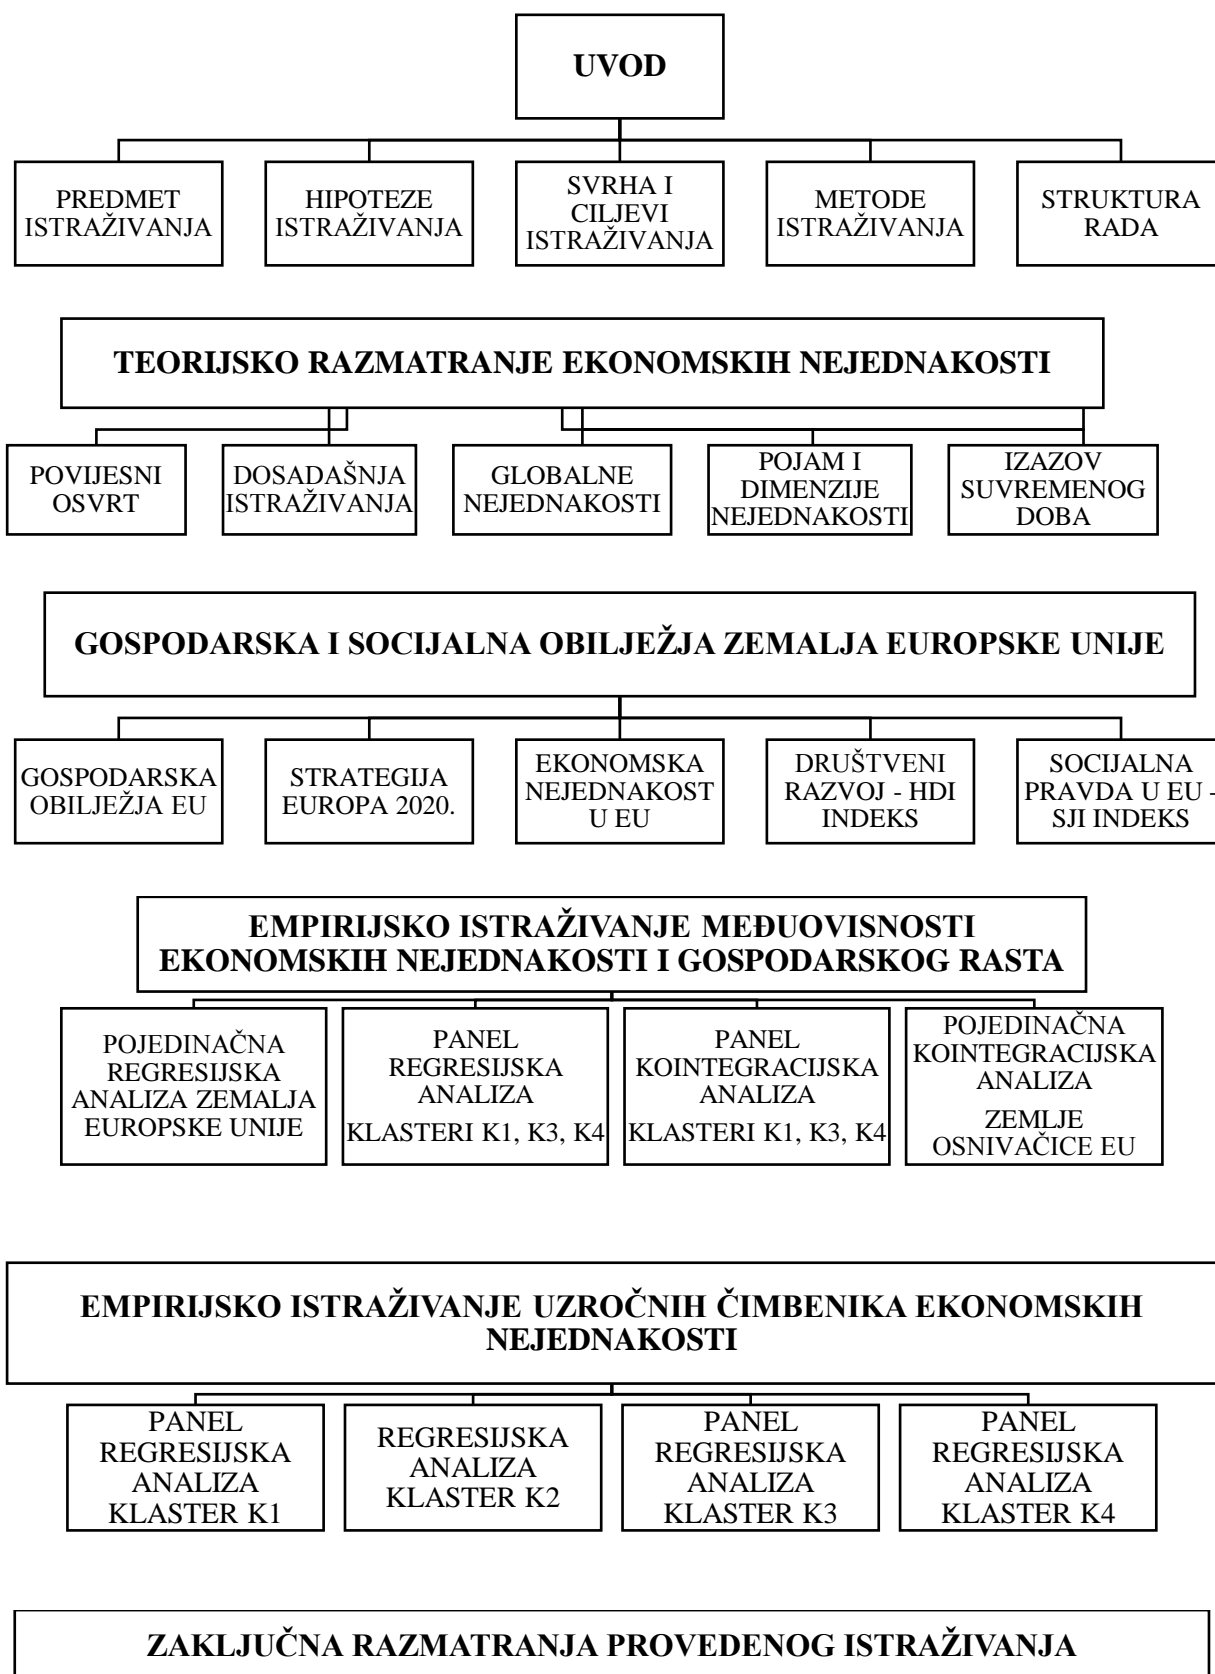 UVOD
PREDMET
ISTRAŽIVANJA
HIPOTEZE
ISTRAŽIVANJA
SVRHA I
CILJEVI
ISTRAŽIVANJA
METODE
ISTRAŽIVANJA
STRUKTURA
RADA
TEORIJSKO RAZMATRANJE EKONOMSKIH NEJEDNAKOSTI
POVIJESNI
OSVRT
DOSADAŠNJA
ISTRAŽIVANJA
GLOBALNE
NEJEDNAKOSTI
POJAM I
DIMENZIJE
NEJEDNAKOSTI
IZAZOV
SUVREMENOG
DOBA
GOSPODARSKA I SOCIJALNA OBILJEŽJA ZEMALJA EUROPSKE UNIJE
GOSPODARSKA
OBILJEŽJA EU
STRATEGIJA
EUROPA 2020.
EKONOMSKA
NEJEDNAKOST
U EU
DRUŠTVENI
RAZVOJ - HDI
INDEKS
SOCIJALNA
PRAVDA U EU -
SJI INDEKS
EMPIRIJSKO ISTRAŽIVANJE MEĐUOVISNOSTI
EKONOMSKIH NEJEDNAKOSTI I GOSPODARSKOG RASTA
POJEDINAČNA
REGRESIJSKA
ANALIZA ZEMALJA
EUROPSKE UNIJE
PANEL
REGRESIJSKA
ANALIZA
KLASTERI K1, K3, K4
PANEL
KOINTEGRACIJSKA
ANALIZA
KLASTERI K1, K3, K4
POJEDINAČNA
KOINTEGRACIJSKA
ANALIZA
ZEMLJE
OSNIVAČICE EU
EMPIRIJSKO ISTRAŽIVANJE UZROČNIH ČIMBENIKA EKONOMSKIH
NEJEDNAKOSTI
PANEL
REGRESIJSKA
ANALIZA
KLASTER K1
REGRESIJSKA
ANALIZA
KLASTER K2
PANEL
REGRESIJSKA
ANALIZA
KLASTER K3
PANEL
REGRESIJSKA
ANALIZA
KLASTER K4
ZAKLJUČNA RAZMATRANJA PROVEDENOG ISTRAŽIVANJA